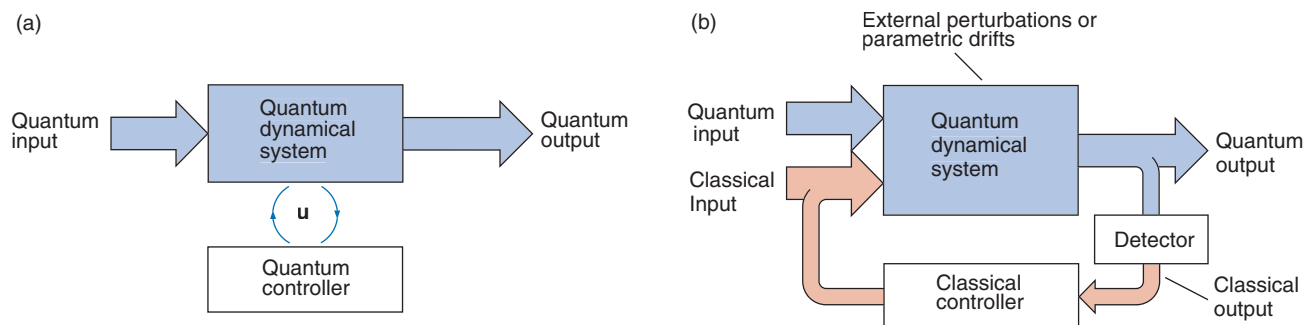 (a)
Quantum
input
Quantum
dynamical
system
Quantum
output
u
Quantum
controller
(b)
External perturbations or
parametric drifts
Quantum
input
Classical
Input
Quantum
dynamical
system
Quantum
output
Detector
Classical
controller
Classical
output